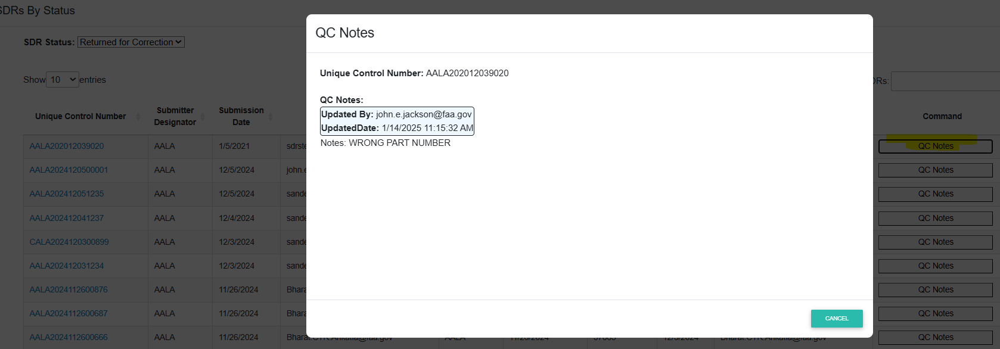 SDRs By Status
QC Notes
SDR Status: Returned for Correction
Unique Control Number: AALA202012039020
Show 10 entries
QC Notes:
Updated By: john.e.jackson@faa.gov
UpdatedDate: 1/14/2025 11:15:32 AM
Notes: WRONG PART NUMBER
Unique Control Number Submitter Designator Submission Date Command
AALA202012039020 AALA 1/5/2021 QC Notes
AALA2024120500001 AALA 12/5/2024 QC Notes
AALA202412051235 AALA 12/5/2024 QC Notes
AALA202412041237 AALA 12/4/2024 QC Notes
CALA2024120300899 AALA 12/3/2024 QC Notes
AALA202412031234 AALA 12/3/2024 QC Notes
AALA2024112600876 AALA 11/26/2024 QC Notes
AALA2024112600687 AALA 11/26/2024 QC Notes
AALA2024112600666 AALA 11/26/2024 QC Notes
CANCEL